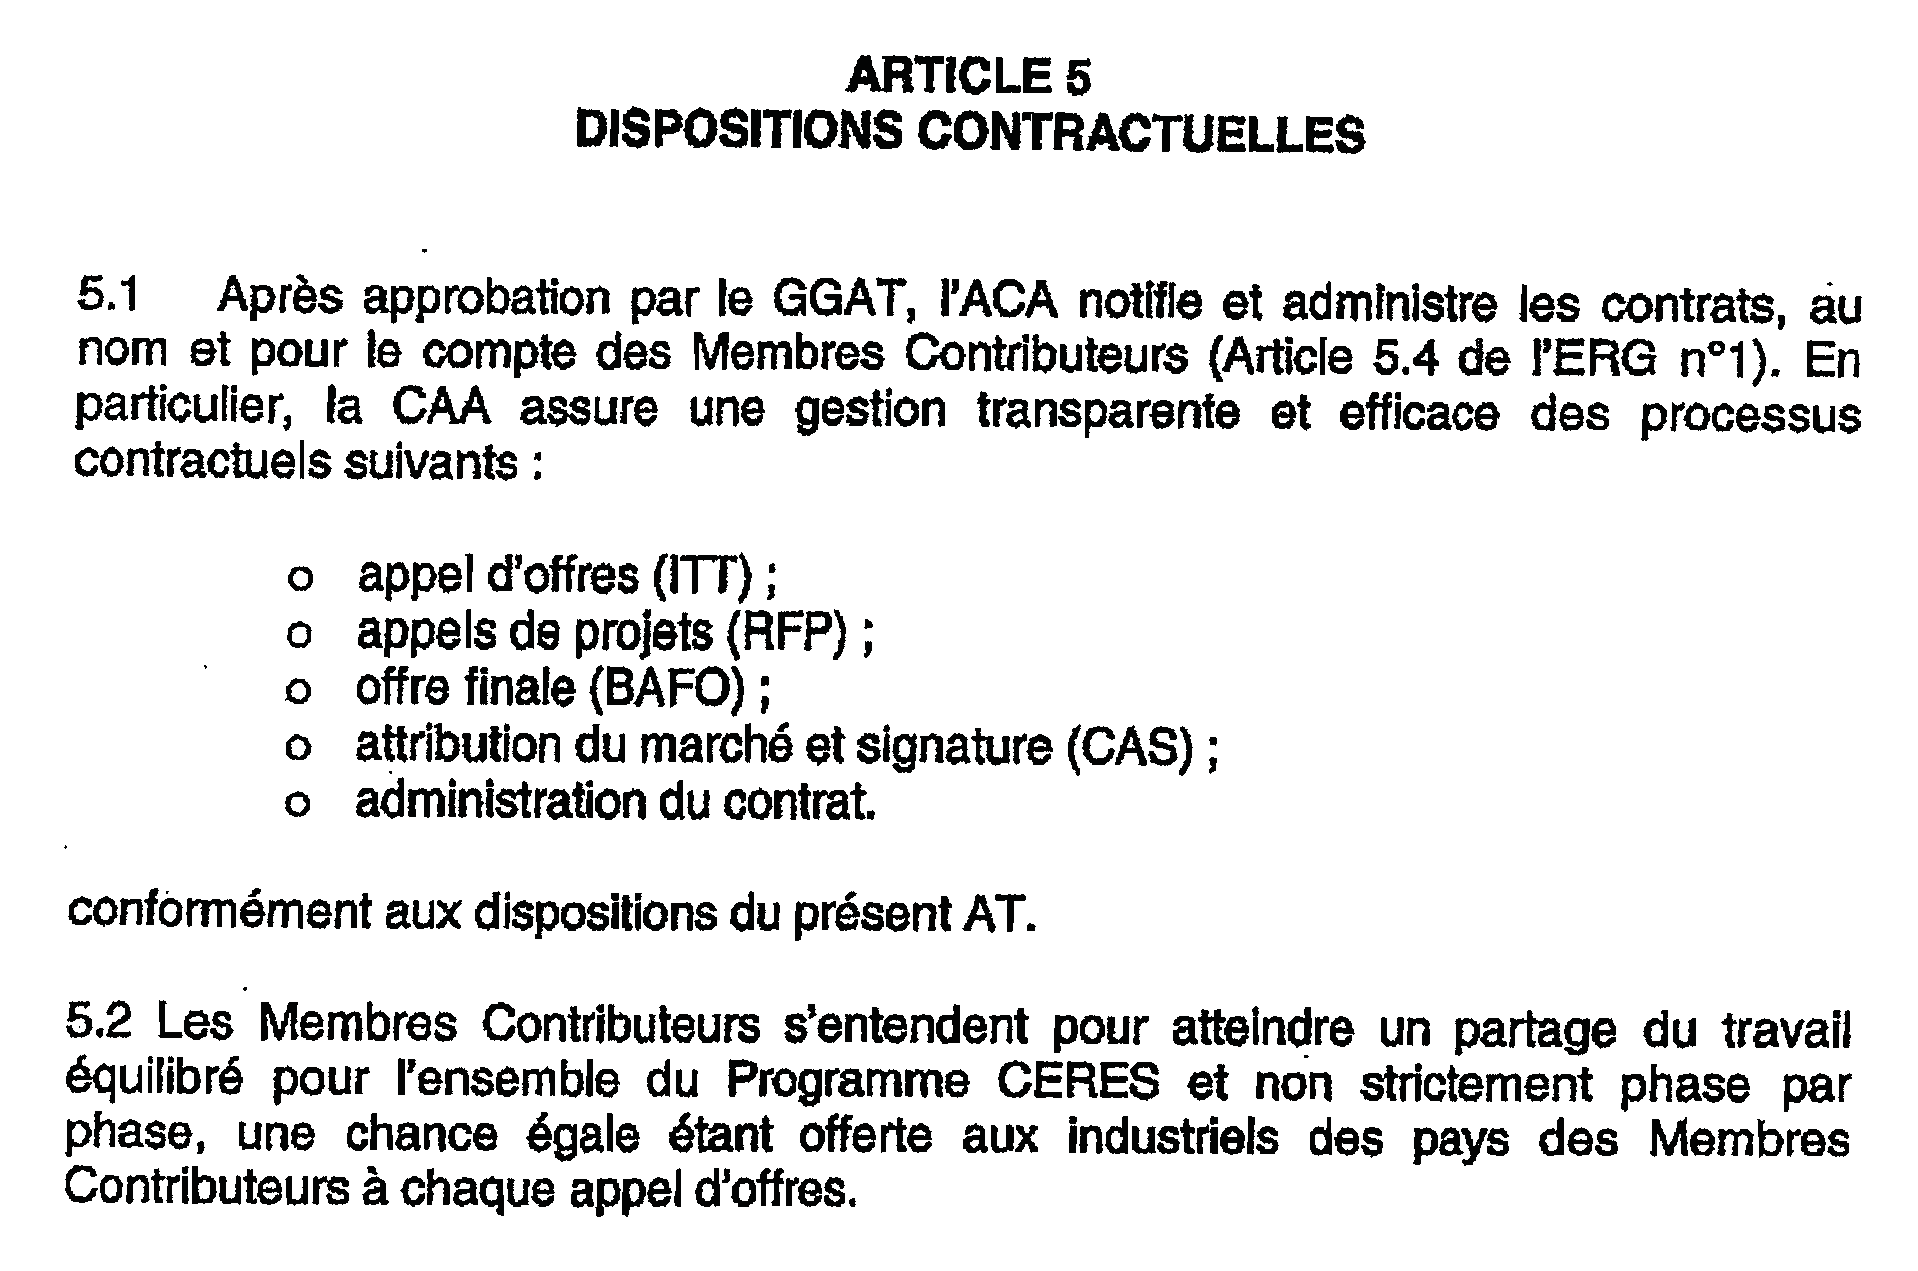 ARTICLE 5
DISPOSITIONS CONTRACTUELLES
5.1 Après approbation par le GGAT, l'ACA notifie et administre les contrats, au
nom et pour le compte des Membres Contributeurs (Article 5.4 de l'ERG n°1). En
particulier, la CAA assure une gestion transparente et efficace des processus
contractuels suivants :
o appel d'offres (ITT) ;
o appels de projets (RFP) ;
o offre finale (BAFO) ;
o attribution du marché et signature (CAS) ;
o administration du contrat.
conformément aux dispositions du présent AT.
5.2 Les Membres Contributeurs s'entendent pour atteindre un partage du travail
équilibré pour l'ensemble du Programme CERES et non strictement phase par
phase, une chance égale étant offerte aux industriels des pays des Membres
Contributeurs à chaque appel d'offres.